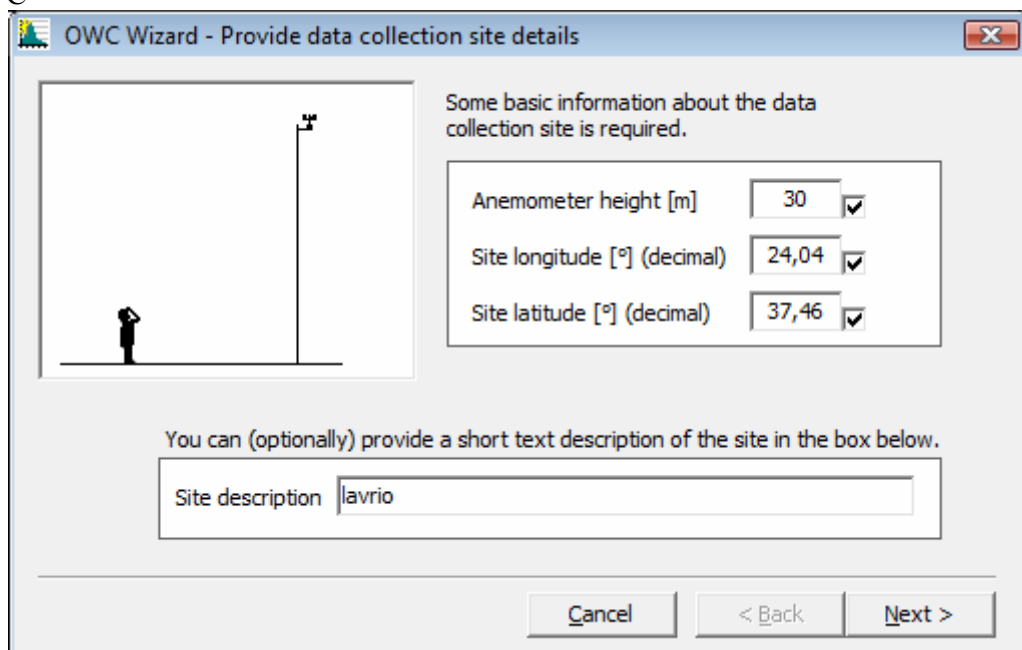 OWC Wizard - Provide data collection site details
Some basic information about the data
collection site is required.
Anemometer height [m] 30
Site longitude [°] (decimal) 24,04
Site latitude [°] (decimal) 37,46
You can (optionally) provide a short text description of the site in the box below.
Site description lavrio
Cancel < Back Next >